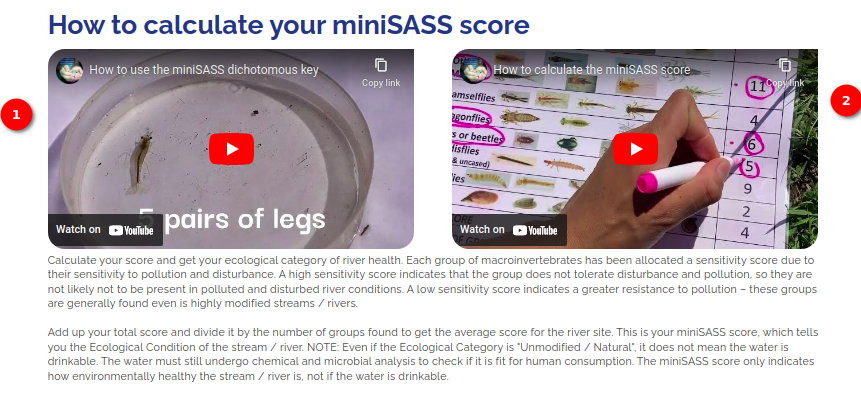 How to calculate your miniSASS score
How to use the miniSASS dichotomous key
Copy link
1
5 pairs of legs
Watch on YouTube
How to calculate the miniSASS score
Copy link
2
amselflies
agonflies
s or beetles
disflies
& uncased)
lies
11
4
6
5
9
2
4
Watch on YouTube
Calculate your score and get your ecological category of river health. Each group of macroinvertebrates has been allocated a sensitivity score due to
their sensitivity to pollution and disturbance. A high sensitivity score indicates that the group does not tolerate disturbance and pollution, so they are
not likely not to be present in polluted and disturbed river conditions. A low sensitivity score indicates a greater resistance to pollution – these groups
are generally found even is highly modified streams / rivers.
Add up your total score and divide it by the number of groups found to get the average score for the river site. This is your miniSASS score, which tells
you the Ecological Condition of the stream / river. NOTE: Even if the Ecological Category is "Unmodified / Natural", it does not mean the water is
drinkable. The water must still undergo chemical and microbial analysis to check if it is fit for human consumption. The miniSASS score only indicates
how environmentally healthy the stream / river is, not if the water is drinkable.